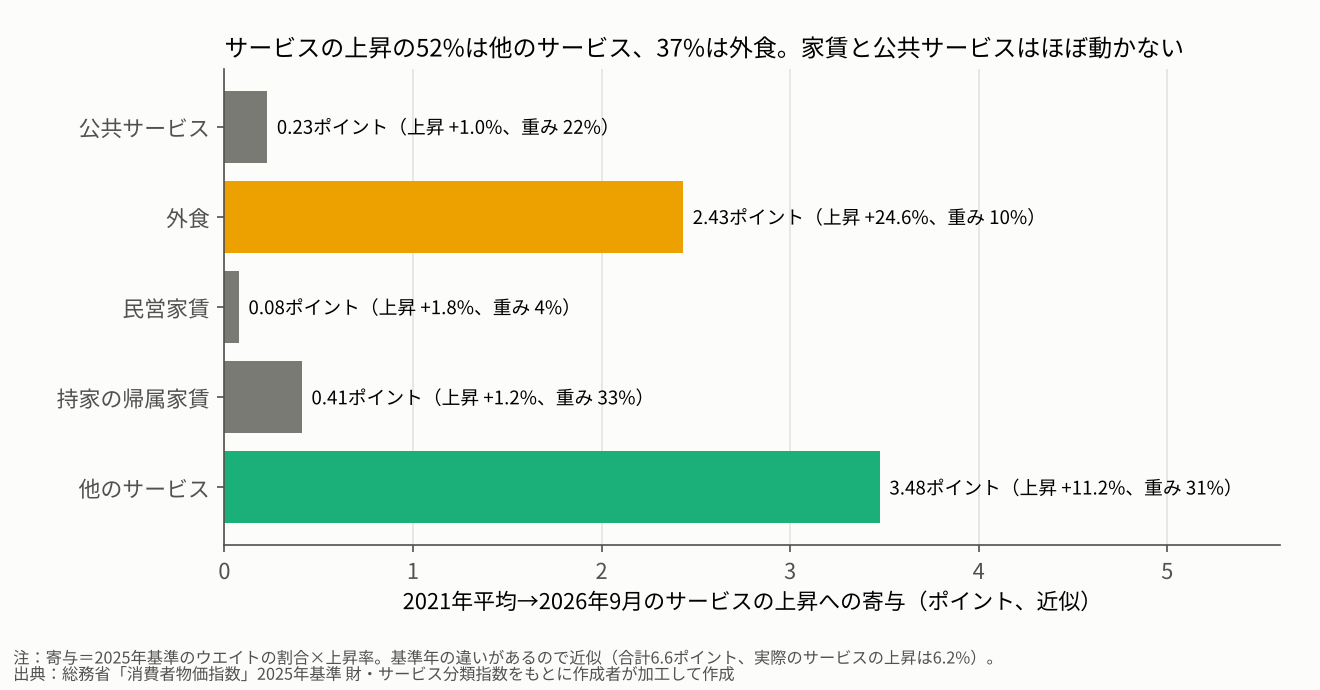 サービスの上昇の52%は他のサービス、37%は外食。家賃と公共サービスはほぼ動かない
公共サービス
0.23ポイント（上昇 +1.0%、重み 22%）
外食
2.43ポイント（上昇 +24.6%、重み 10%）
民営家賃
0.08ポイント（上昇 +1.8%、重み 4%）
持家の帰属家賃
0.41ポイント（上昇 +1.2%、重み 33%）
他のサービス
3.48ポイント（上昇 +11.2%、重み 31%）
0 1 2 3 4 5
2021年平均→2026年9月のサービスの上昇への寄与（ポイント、近似）
注：寄与＝2025年基準のウエイトの割合×上昇率。基準年の違いがあるので近似（合計6.6ポイント、実際のサービスの上昇は6.2%）。
出典：総務省「消費者物価指数」2025年基準 財・サービス分類指数をもとに作成者が加工して作成